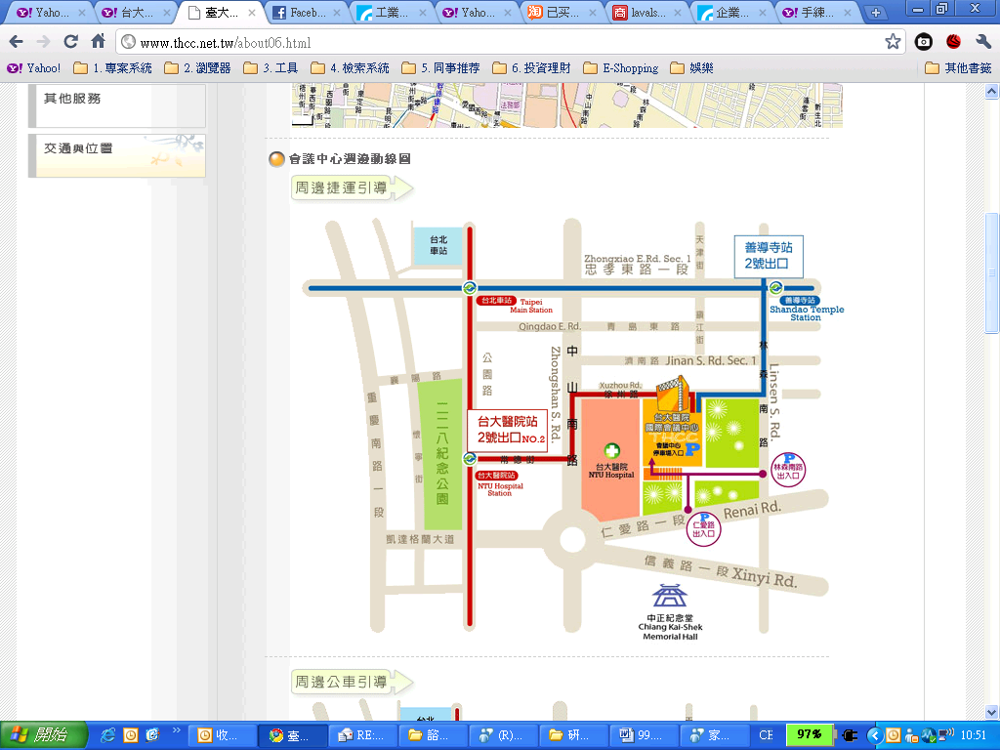 Yaho...
台大...
臺大...
Faceb...
工業...
Yaho...
已买...
lavals...
企業...
手練...
www.thcc.net.tw/about06.html
Yahoo!
1. 專案系統
2. 瀏覽器
3. 工具
4. 檢索系統
5. 同事推荐
6. 投資理財
E-Shopping
娛樂
其他書籤
其他服務
交通與位置
中山南路
會議中心週邊動線圖
周邊捷運引導
台北
車站
Zhongxiao E.Rd. Sec. 1
忠孝東路一段
天津街
善導寺站
2號出口
台北車站
Taipei
Main Station
善導寺站
Shandao Temple
Station
Qingdao E. Rd.
青島東路
鎮江街
濟南路 Jinan S. Rd. Sec. 1
公園路
Zhongshan S. Rd.
中山南路
林森南路
Linsen S. Rd.
襄陽路
重慶南路一段
懷寧街
二二八紀念公園
Xuzhou Rd.
徐州路
台大醫院站
2號出口NO.2
常德街
台大醫院站
NTU Hospital
Station
台大醫院
NTU Hospital
台大醫院
國際會議中心
THCC
會議中心
停車場入口
P
P
林森南路
出入口
P
仁愛路
出入口
仁愛路一段 Renai Rd.
凱達格蘭大道
信義路一段 Xinyi Rd.
中正紀念堂
Chiang Kai-Shek
Memorial Hall
周邊公車引導
台北
開始
收...
臺...
RE:...
諮...
(R)...
研...
99....
家...
CE
97%
10:51